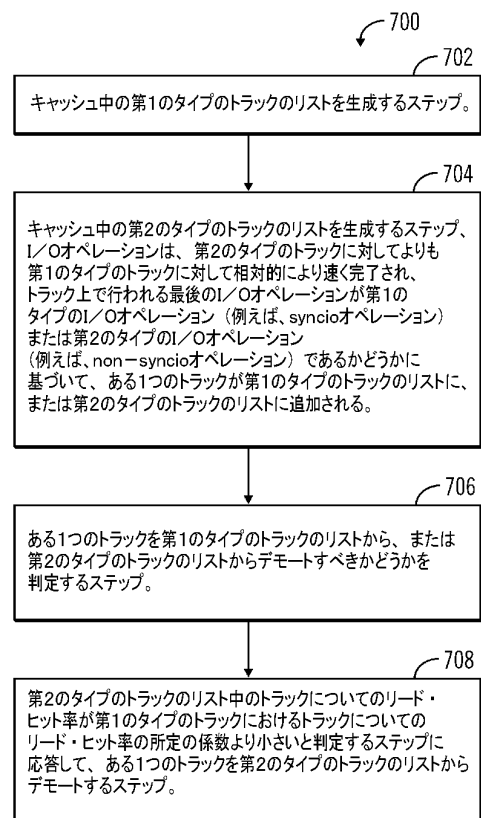 700
702
キャッシュ中の第1のタイプのトラックのリストを生成するステップ。
704
キャッシュ中の第2のタイプのトラックのリストを生成するステップ、
I／Oオペレーションは、第2のタイプのトラックに対してよりも
第1のタイプのトラックに対して相対的により速く完了され、
トラック上で行われる最後のI／Oオペレーションが第1の
タイプのI／Oオペレーション（例えば、syncioオペレーション）
または第2のタイプのI／Oオペレーション
（例えば、non－syncioオペレーション）であるかどうかに
基づいて、ある1つのトラックが第1のタイプのトラックのリストに、
または第2のタイプのトラックのリストに追加される。
706
ある1つのトラックを第1のタイプのトラックのリストから、または
第2のタイプのトラックのリストからデモートすべきかどうかを
判定するステップ。
708
第2のタイプのトラックのリスト中のトラックについてのリード・
ヒット率が第1のタイプのトラックにおけるトラックについての
リード・ヒット率の所定の係数より小さいと判定するステップに
応答して、ある1つのトラックを第2のタイプのトラックのリストから
デモートするステップ。